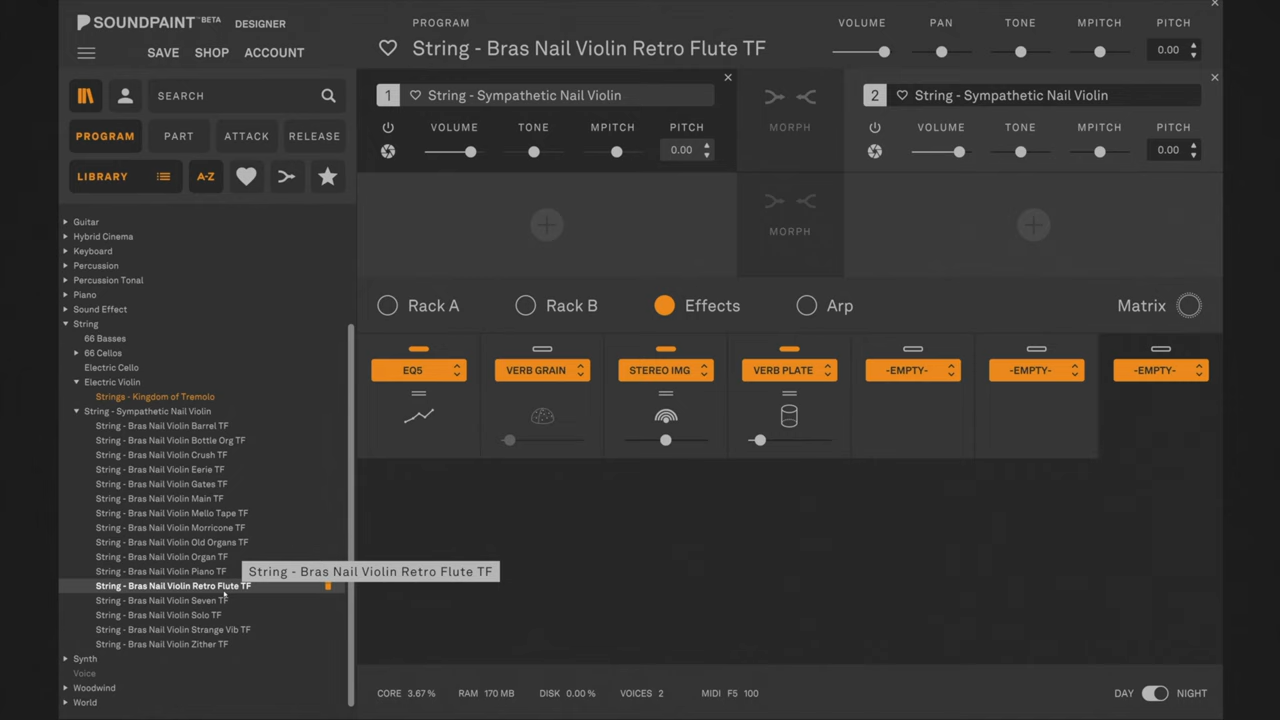 SOUNDPAINT BETA DESIGNER
SAVE SHOP ACCOUNT
PROGRAM
String - Bras Nail Violin Retro Flute TF
VOLUME PAN TONE MPITCH PITCH
0.00
SEARCH
PROGRAM PART ATTACK RELEASE
LIBRARY A-Z
1 String - Sympathetic Nail Violin
VOLUME TONE MPITCH PITCH
0.00
MORPH
2 String - Sympathetic Nail Violin
VOLUME TONE MPITCH PITCH
0.00
MORPH
Guitar
Hybrid Cinema
Keyboard
Percussion
Percussion Tonal
Piano
Sound Effect
String
66 Basses
66 Cellos
Electric Cello
Electric Violin
Strings - Kingdom of Tremolo
String - Sympathetic Nail Violin
String - Bras Nail Violin Barrel TF
String - Bras Nail Violin Bottle Org TF
String - Bras Nail Violin Crush TF
String - Bras Nail Violin Eerie TF
String - Bras Nail Violin Gates TF
String - Bras Nail Violin Main TF
String - Bras Nail Violin Mello Tape TF
String - Bras Nail Violin Morricone TF
String - Bras Nail Violin Old Organs TF
String - Bras Nail Violin Organ TF
String - Bras Nail Violin Piano TF
String - Bras Nail Violin Retro Flute TF
String - Bras Nail Violin Retro Flute TF
String - Bras Nail Violin Seven TF
String - Bras Nail Violin Solo TF
String - Bras Nail Violin Strange Vib TF
String - Bras Nail Violin Zither TF
Synth
Voice
Woodwind
World
Rack A Rack B Effects Arp Matrix
EQ5 VERB GRAIN STEREO IMG VERB PLATE -EMPTY- -EMPTY- -EMPTY-
CORE 3.67 % RAM 170 MB DISK 0.00 % VOICES 2 MIDI F5 100 DAY NIGHT